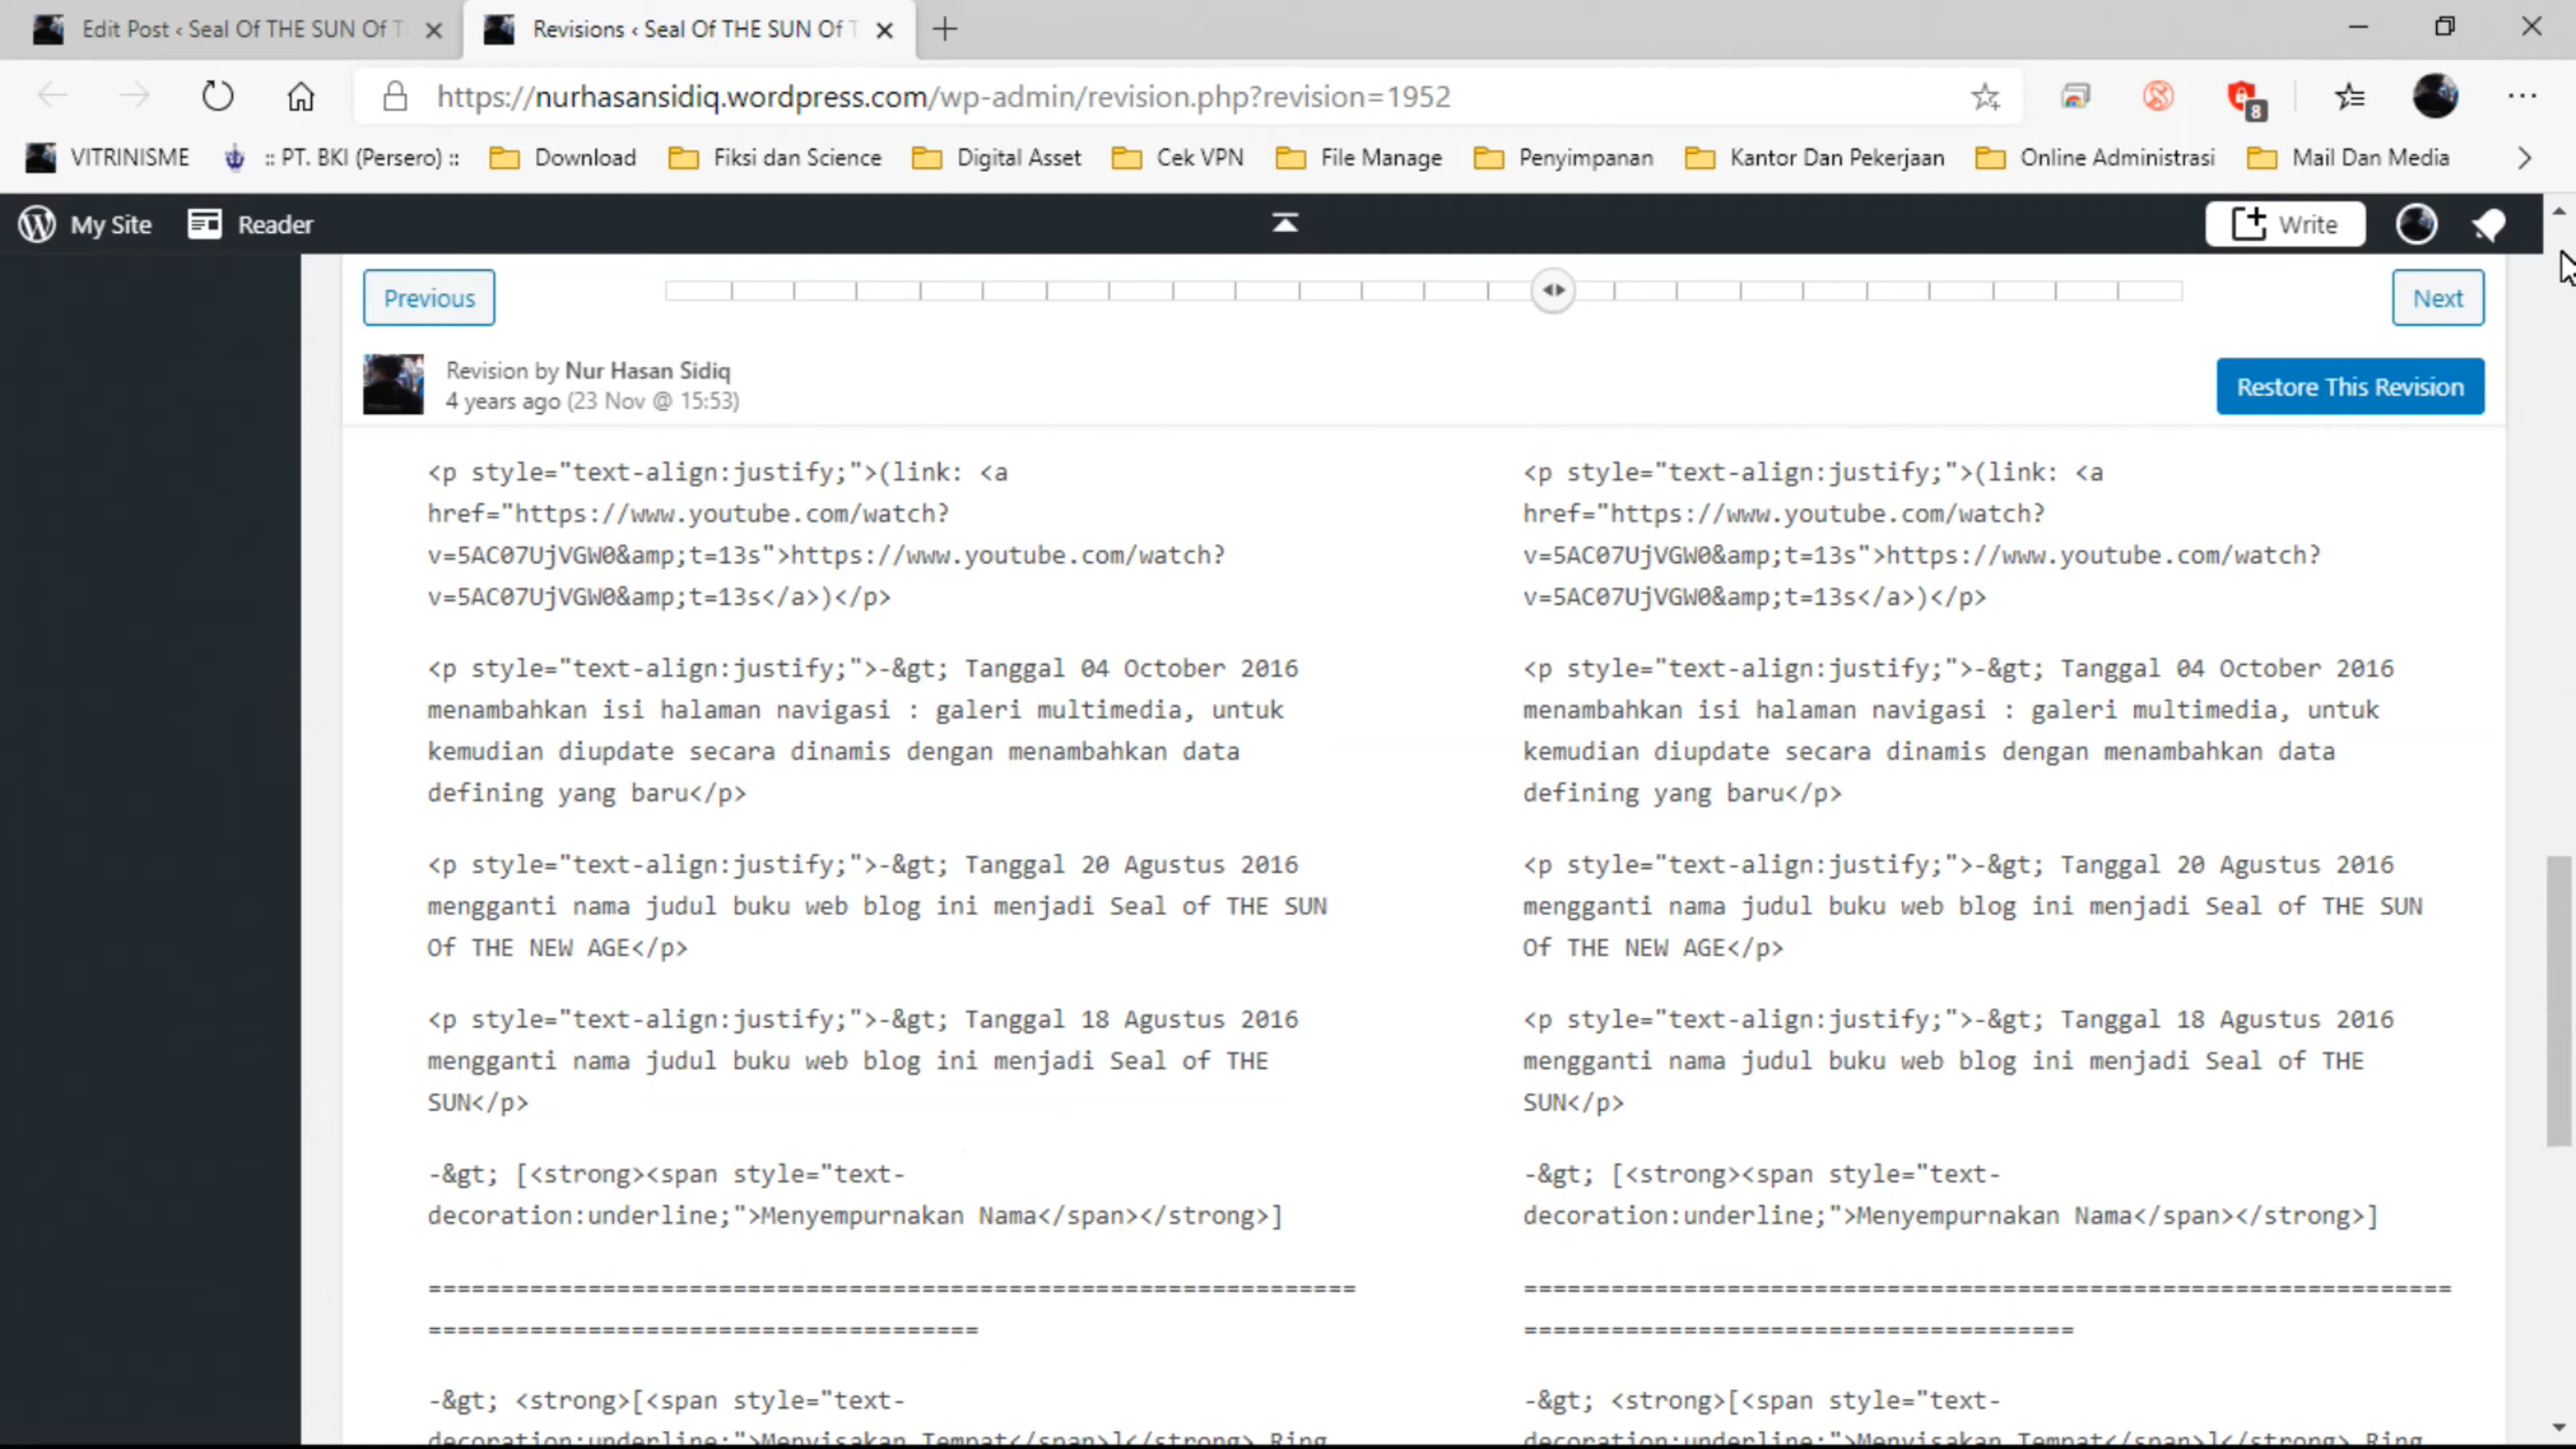 Edit Post ‹ Seal Of THE SUN Of T
Revisions ‹ Seal Of THE SUN Of T
https://nurhasansidiq.wordpress.com/wp-admin/revision.php?revision=1952
8
VITRINISME
:: PT. BKI (Persero) ::
Download
Fiksi dan Science
Digital Asset
Cek VPN
File Manage
Penyimpanan
Kantor Dan Pekerjaan
Online Administrasi
Mail Dan Media
My Site
Reader
Write
Previous
Next
Revision by Nur Hasan Sidiq
4 years ago (23 Nov @ 15:53)
Restore This Revision
<p style="text-align:justify;">(link: <a
href="https://www.youtube.com/watch?
v=5AC07UjVGW0&amp;t=13s">https://www.youtube.com/watch?
v=5AC07UjVGW0&amp;t=13s</a>)</p>
<p style="text-align:justify;">-&gt; Tanggal 04 October 2016
menambahkan isi halaman navigasi : galeri multimedia, untuk
kemudian diupdate secara dinamis dengan menambahkan data
defining yang baru</p>
<p style="text-align:justify;">-&gt; Tanggal 20 Agustus 2016
mengganti nama judul buku web blog ini menjadi Seal of THE SUN
Of THE NEW AGE</p>
<p style="text-align:justify;">-&gt; Tanggal 18 Agustus 2016
mengganti nama judul buku web blog ini menjadi Seal of THE
SUN</p>
-&gt; [<strong><span style="text-
decoration:underline;">Menyempurnakan Nama</span></strong>]
================================================================
======================================
-&gt; <strong>[<span style="text-
decoration:underline;">Menyisakan Tempat</span>]</strong> Ring
<p style="text-align:justify;">(link: <a
href="https://www.youtube.com/watch?
v=5AC07UjVGW0&amp;t=13s">https://www.youtube.com/watch?
v=5AC07UjVGW0&amp;t=13s</a>)</p>
<p style="text-align:justify;">-&gt; Tanggal 04 October 2016
menambahkan isi halaman navigasi : galeri multimedia, untuk
kemudian diupdate secara dinamis dengan menambahkan data
defining yang baru</p>
<p style="text-align:justify;">-&gt; Tanggal 20 Agustus 2016
mengganti nama judul buku web blog ini menjadi Seal of THE SUN
Of THE NEW AGE</p>
<p style="text-align:justify;">-&gt; Tanggal 18 Agustus 2016
mengganti nama judul buku web blog ini menjadi Seal of THE
SUN</p>
-&gt; [<strong><span style="text-
decoration:underline;">Menyempurnakan Nama</span></strong>]
================================================================
======================================
-&gt; <strong>[<span style="text-
decoration:underline;">Menyisakan Tempat</span>]</strong> Ring